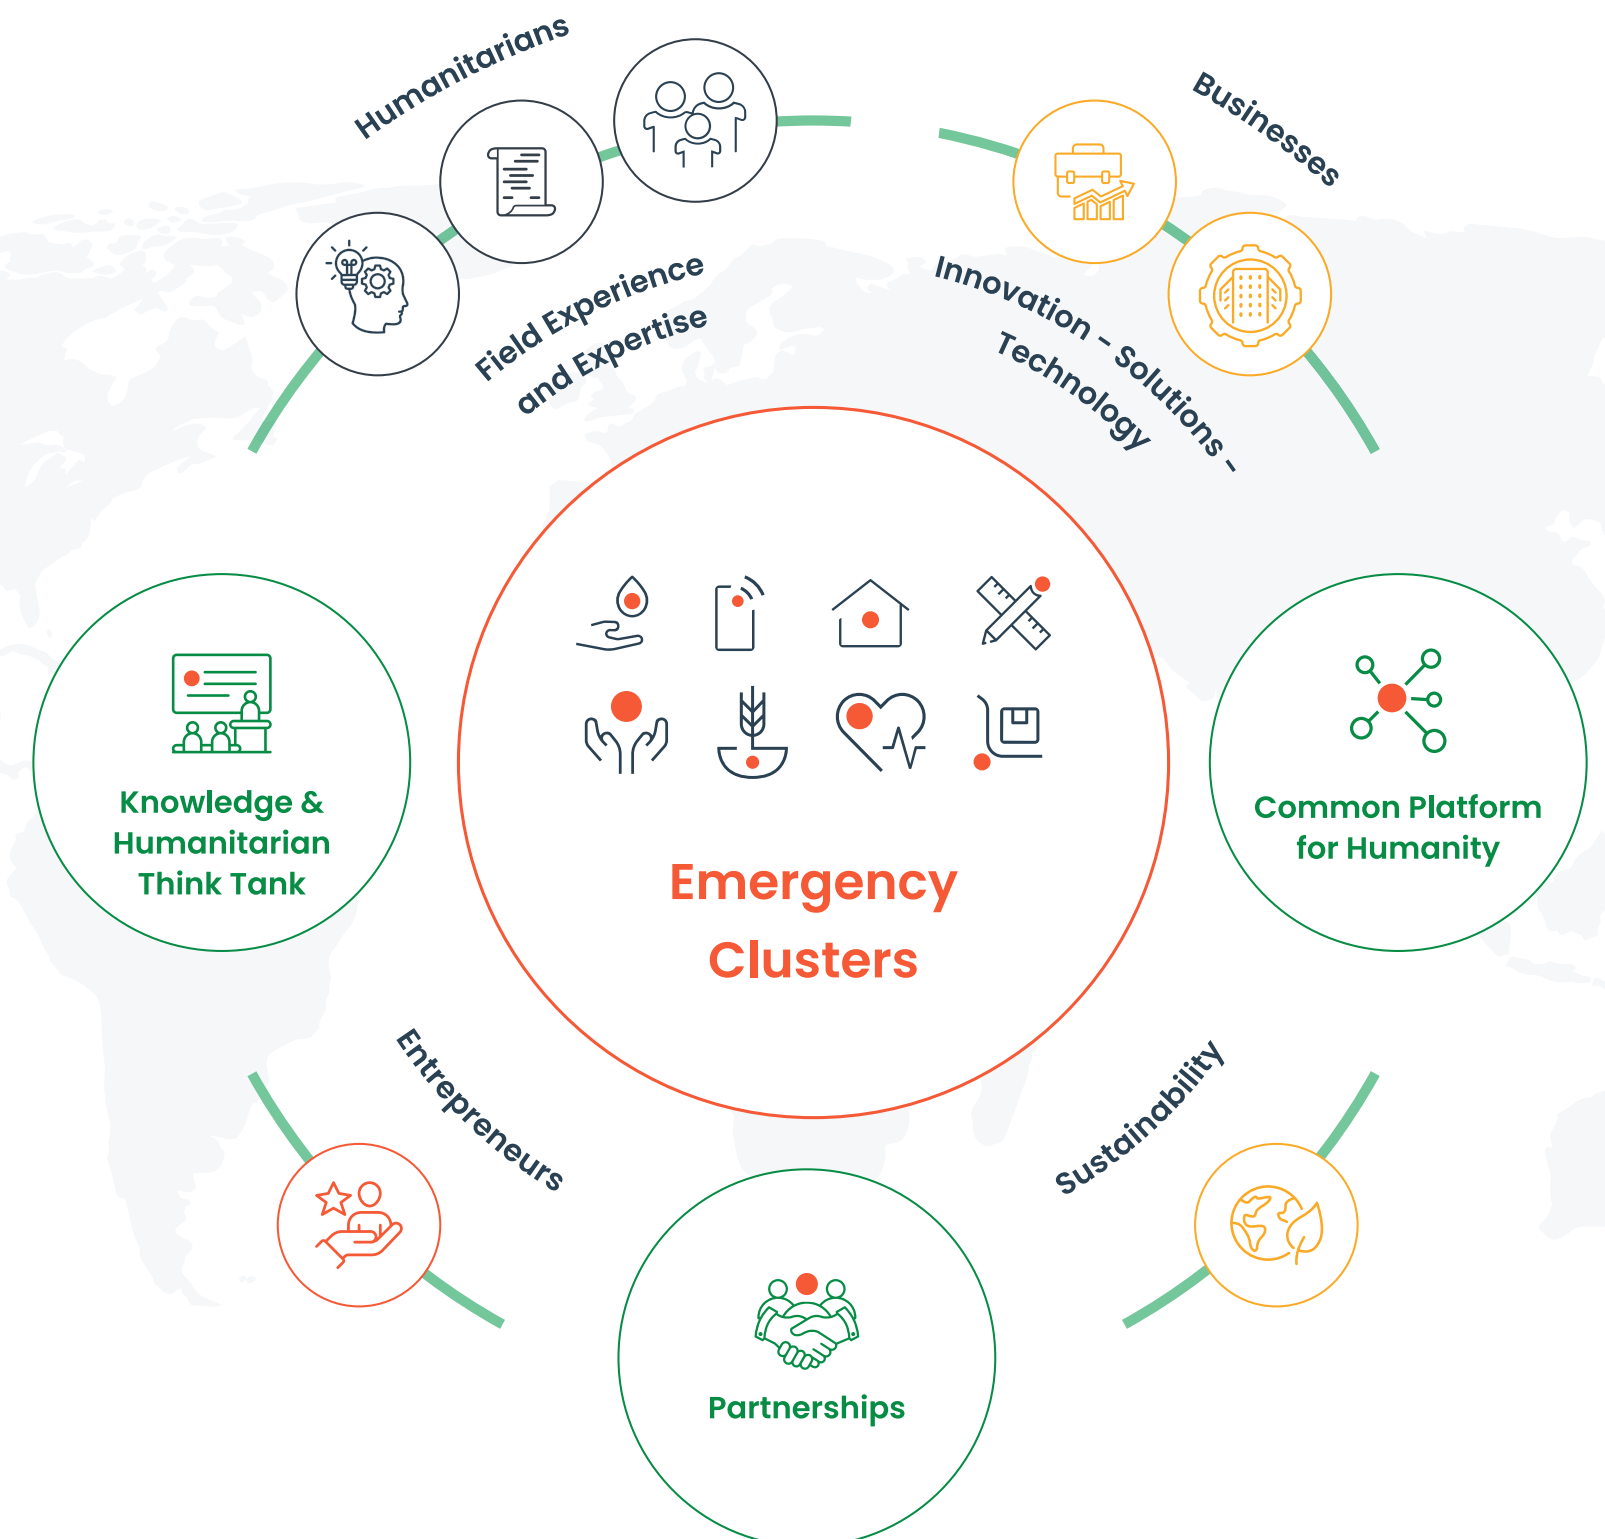 Humanitarians
Businesses
Field Experience
and Expertise
Innovation - Solutions -
Technology
Knowledge &
Humanitarian
Think Tank
Emergency
Clusters
Common Platform
for Humanity
Entrepreneurs
Sustainability
Partnerships